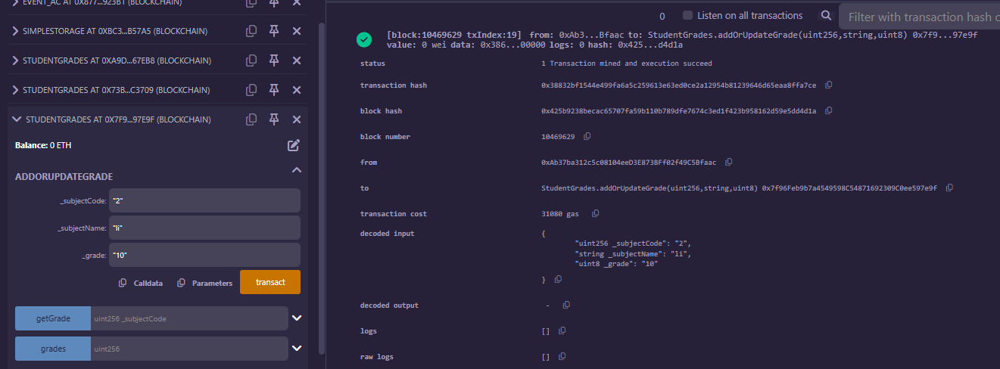 EVENT_AC AT 0X877...923B1 (BLOCKCHAIN)
SIMPLESTORAGE AT 0XBC3...B57A5 (BLOCKCHAIN)
STUDENTGRADES AT 0XA9D...67EB8 (BLOCKCHAIN)
STUDENTGRADES AT 0X73B...C3709 (BLOCKCHAIN)
STUDENTGRADES AT 0X7F9...97E9F (BLOCKCHAIN)
Balance: 0 ETH
ADDORUPDATEGRADE
_subjectCode: "2"
_subjectName: "li"
_grade: "10"
Calldata Parameters transact
getGrade uint256 _subjectCode
grades uint256
0 Listen on all transactions Filter with transaction hash
[block:10469629 txIndex:19] from: 0xAb3...Bfaac to: StudentGrades.addOrUpdateGrade(uint256,string,uint8) 0x7f9...97e9f
value: 0 wei data: 0x386...00000 logs: 0 hash: 0x425...d4d1a
status 1 Transaction mined and execution succeed
transaction hash 0x38832bf1544e499fa6a5c259613e63ed0ce2a12954b81239646d65eaa8ffa7ce
block hash 0x425b9238becac65707fa59b110b789dfe7674c3ed1f423b958162d59e5dd4d1a
block number 10469629
from 0xAb37ba312c5c08104eeD3E873BFf02f49C5Bfaac
to StudentGrades.addOrUpdateGrade(uint256,string,uint8) 0x7f96Feb9b7a4549598C54871692309C0ee597e9f
transaction cost 31080 gas
decoded input {
"uint256 _subjectCode": "2",
"string _subjectName": "li",
"uint8 _grade": "10"
}
decoded output -
logs []
raw logs []